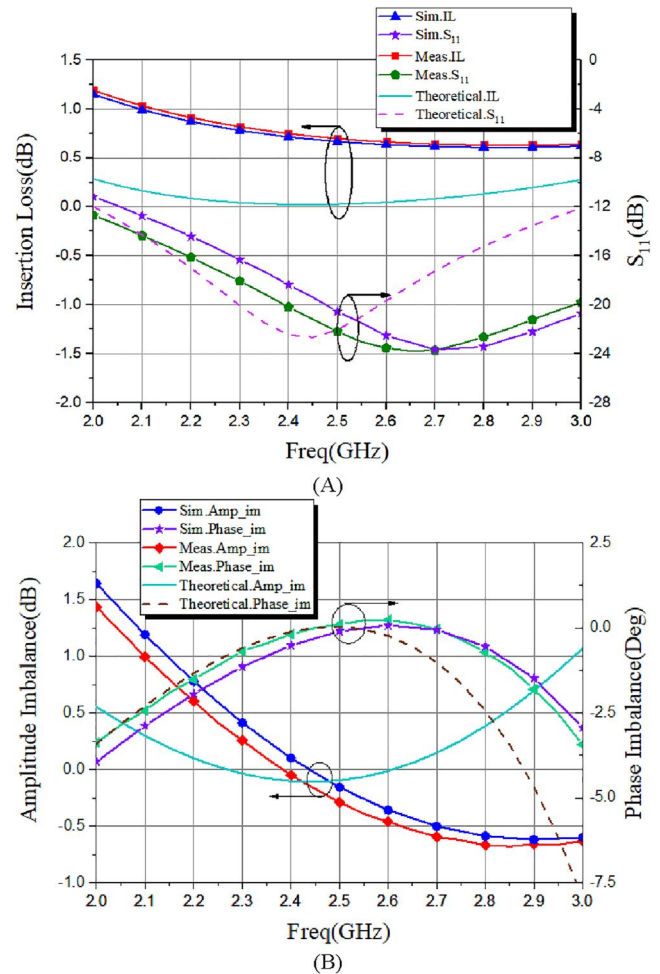 Sim.IL
Sim.S11
Meas.IL
Meas.S11
Theoretical.IL
Theoretical.S11
1.5
1.0
0.5
0.0
-0.5
-1.0
-1.5
-2.0
Insertion Loss(dB)
0
-4
-8
-12
-16
-20
-24
-28
S11(dB)
2.0 2.1 2.2 2.3 2.4 2.5 2.6 2.7 2.8 2.9 3.0
Freq(GHz)
(A)
Sim.Amp_im
Sim.Phase_im
Meas.Amp_im
Meas.Phase_im
Theoretical.Amp_im
Theoretical.Phase_im
2.0
1.5
1.0
0.5
0.0
-0.5
-1.0
Amplitude Imbalance(dB)
2.5
0.0
-2.5
-5.0
-7.5
Phase Imbalance(Deg)
2.0 2.1 2.2 2.3 2.4 2.5 2.6 2.7 2.8 2.9 3.0
Freq(GHz)
(B)